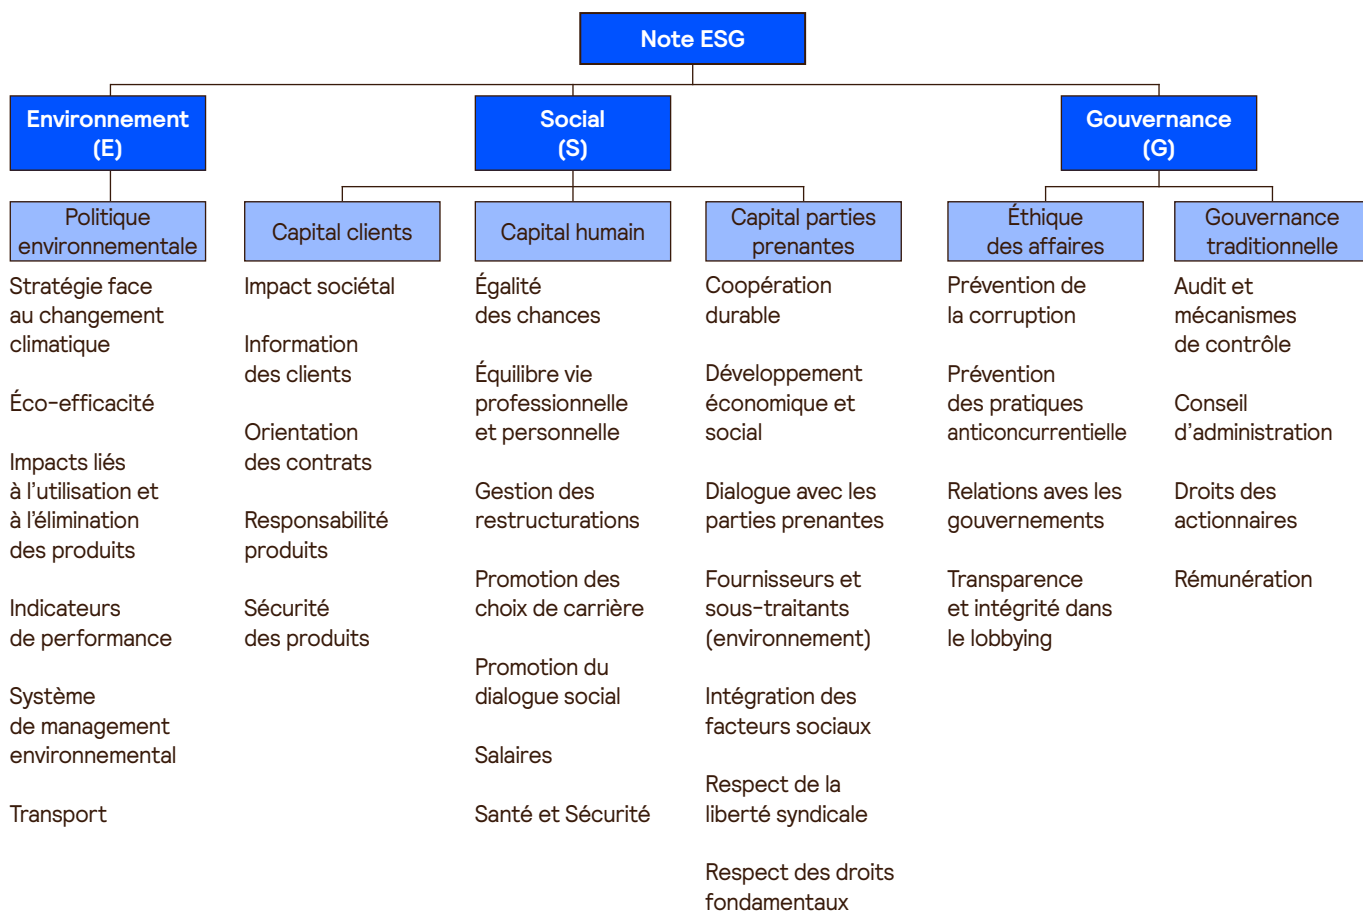 Note ESG
Environnement
(E)
Social
(S)
Gouvernance
(G)
Politique
environnementale
Capital clients
Capital humain
Capital parties
prenantes
Éthique
des affaires
Gouvernance
traditionnelle
Stratégie face
au changement
climatique
Éco-efficacité
Impacts liés
à l’utilisation et
à l’élimination
des produits
Indicateurs
de performance
Système
de management
environnemental
Transport
Impact sociétal
Information
des clients
Orientation
des contrats
Responsabilité
produits
Sécurité
des produits
Égalité
des chances
Équilibre vie
professionnelle
et personnelle
Gestion des
restructurations
Promotion des
choix de carrière
Promotion du
dialogue social
Salaires
Santé et Sécurité
Coopération
durable
Développement
économique et
social
Dialogue avec les
parties prenantes
Fournisseurs et
sous-traitants
(environnement)
Intégration des
facteurs sociaux
Respect de la
liberté syndicale
Respect des droits
fondamentaux
Prévention de
la corruption
Prévention
des pratiques
anticoncurrentielle
Relations aves les
gouvernements
Transparence
et intégrité dans
le lobbying
Audit et
mécanismes
de contrôle
Conseil
d’administration
Droits des
actionnaires
Rémunération